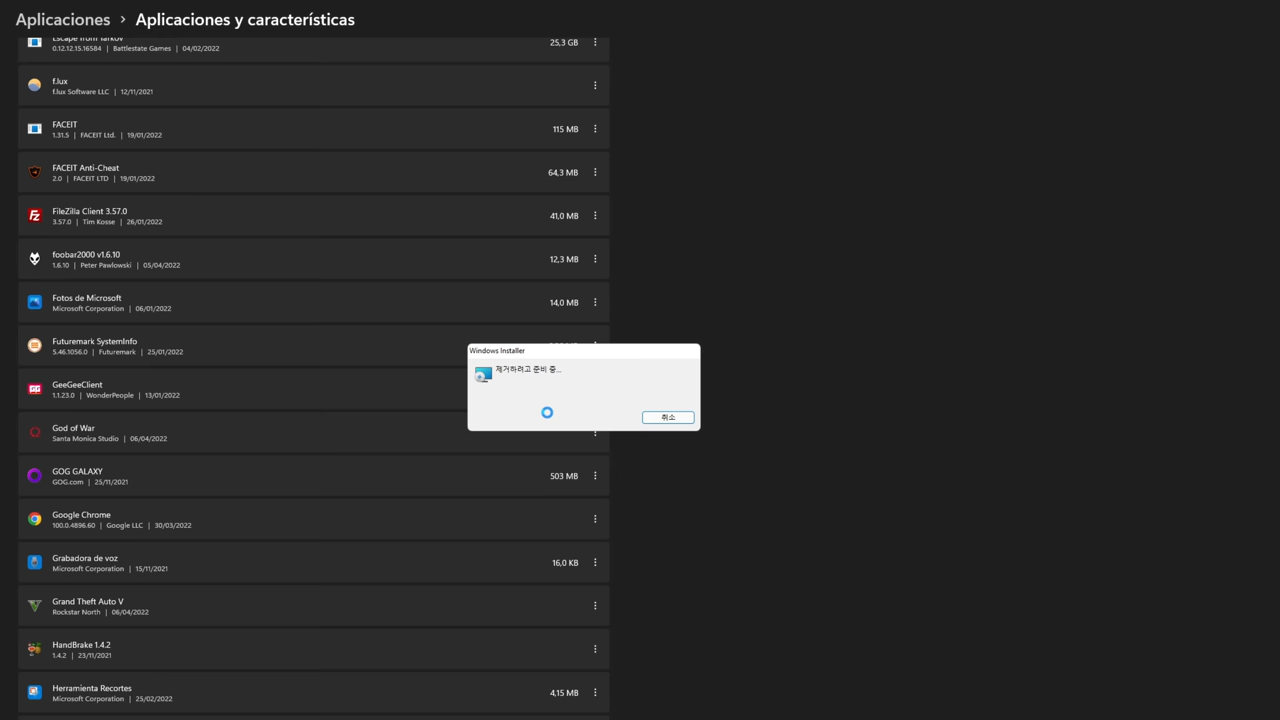 Aplicaciones › Aplicaciones y características
Escape from Tarkov
0.12.12.15.16584 | Battlestate Games | 04/02/2022
25,3 GB
f.lux
f.lux Software LLC | 12/11/2021
FACEIT
1.31.5 | FACEIT Ltd. | 19/01/2022
115 MB
FACEIT Anti-Cheat
2.0 | FACEIT LTD | 19/01/2022
64,3 MB
FileZilla Client 3.57.0
3.57.0 | Tim Kosse | 26/01/2022
41,0 MB
foobar2000 v1.6.10
1.6.10 | Peter Pawlowski | 05/04/2022
12,3 MB
Fotos de Microsoft
Microsoft Corporation | 06/01/2022
14,0 MB
Futuremark SystemInfo
5.46.1056.0 | Futuremark | 25/01/2022
Windows Installer
제거하려고 준비 중...
취소
GeeGeeClient
1.1.23.0 | WonderPeople | 13/01/2022
God of War
Santa Monica Studio | 06/04/2022
GOG GALAXY
GOG.com | 25/11/2021
503 MB
Google Chrome
100.0.4896.60 | Google LLC | 30/03/2022
Grabadora de voz
Microsoft Corporation | 15/11/2021
16,0 KB
Grand Theft Auto V
Rockstar North | 06/04/2022
HandBrake 1.4.2
1.4.2 | 23/11/2021
Herramienta Recortes
Microsoft Corporation | 25/02/2022
4,15 MB